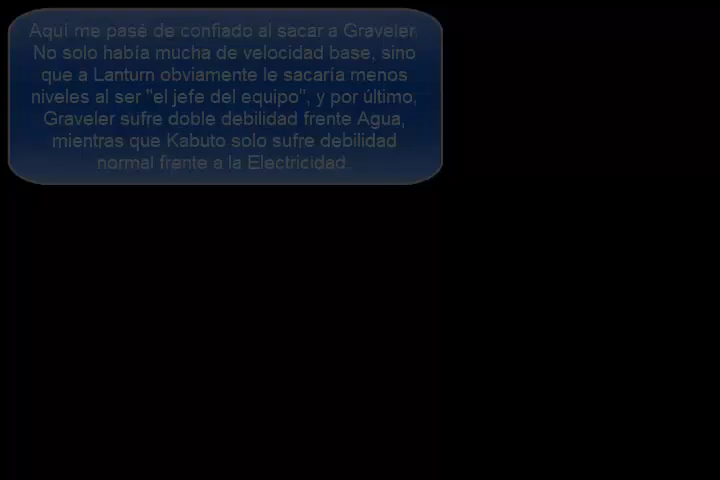 Aquí me pasé de confiado al sacar a Graveler.
No solo había mucha de velocidad base, sino
que a Lanturn obviamente le sacaría menos
niveles al ser "el jefe del equipo", y por último,
Graveler sufre doble debilidad frente Agua,
mientras que Kabuto solo sufre debilidad
normal frente a la Electricidad.